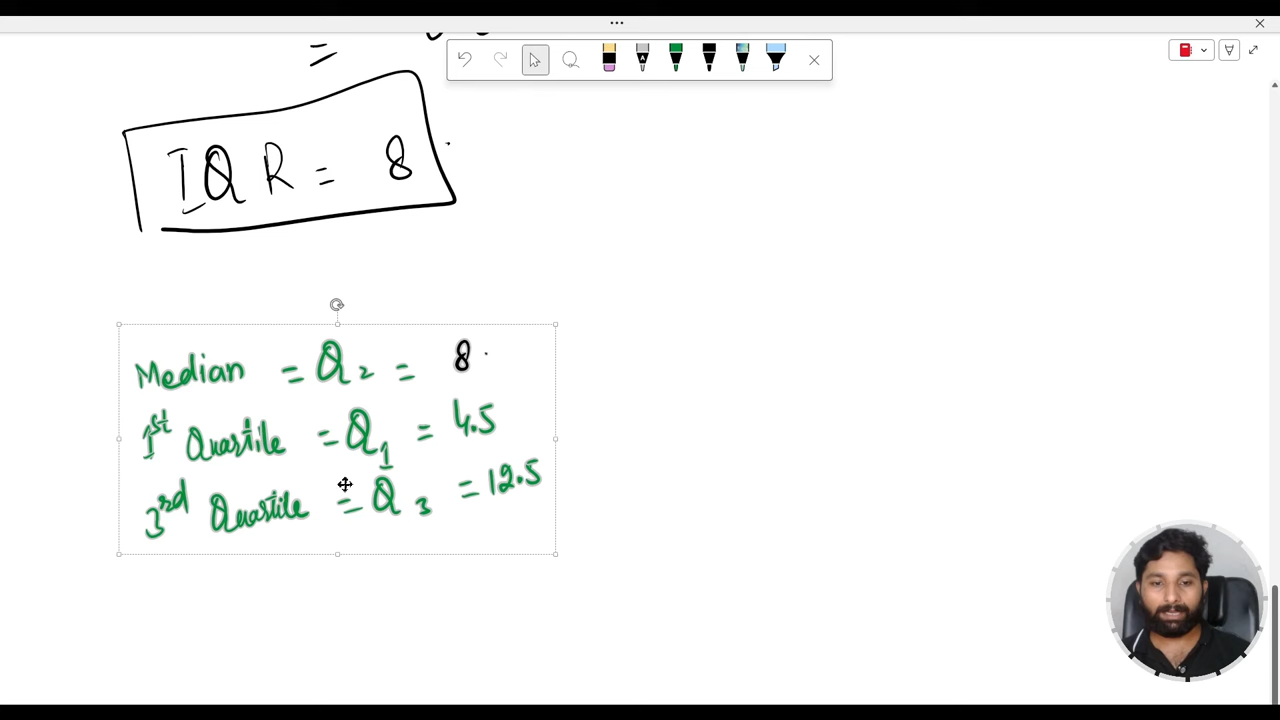 =
IQR = 8
Median = Q2 = 8
1st Quartile = Q1 = 4.5
3rd Quartile = Q3 = 12.5